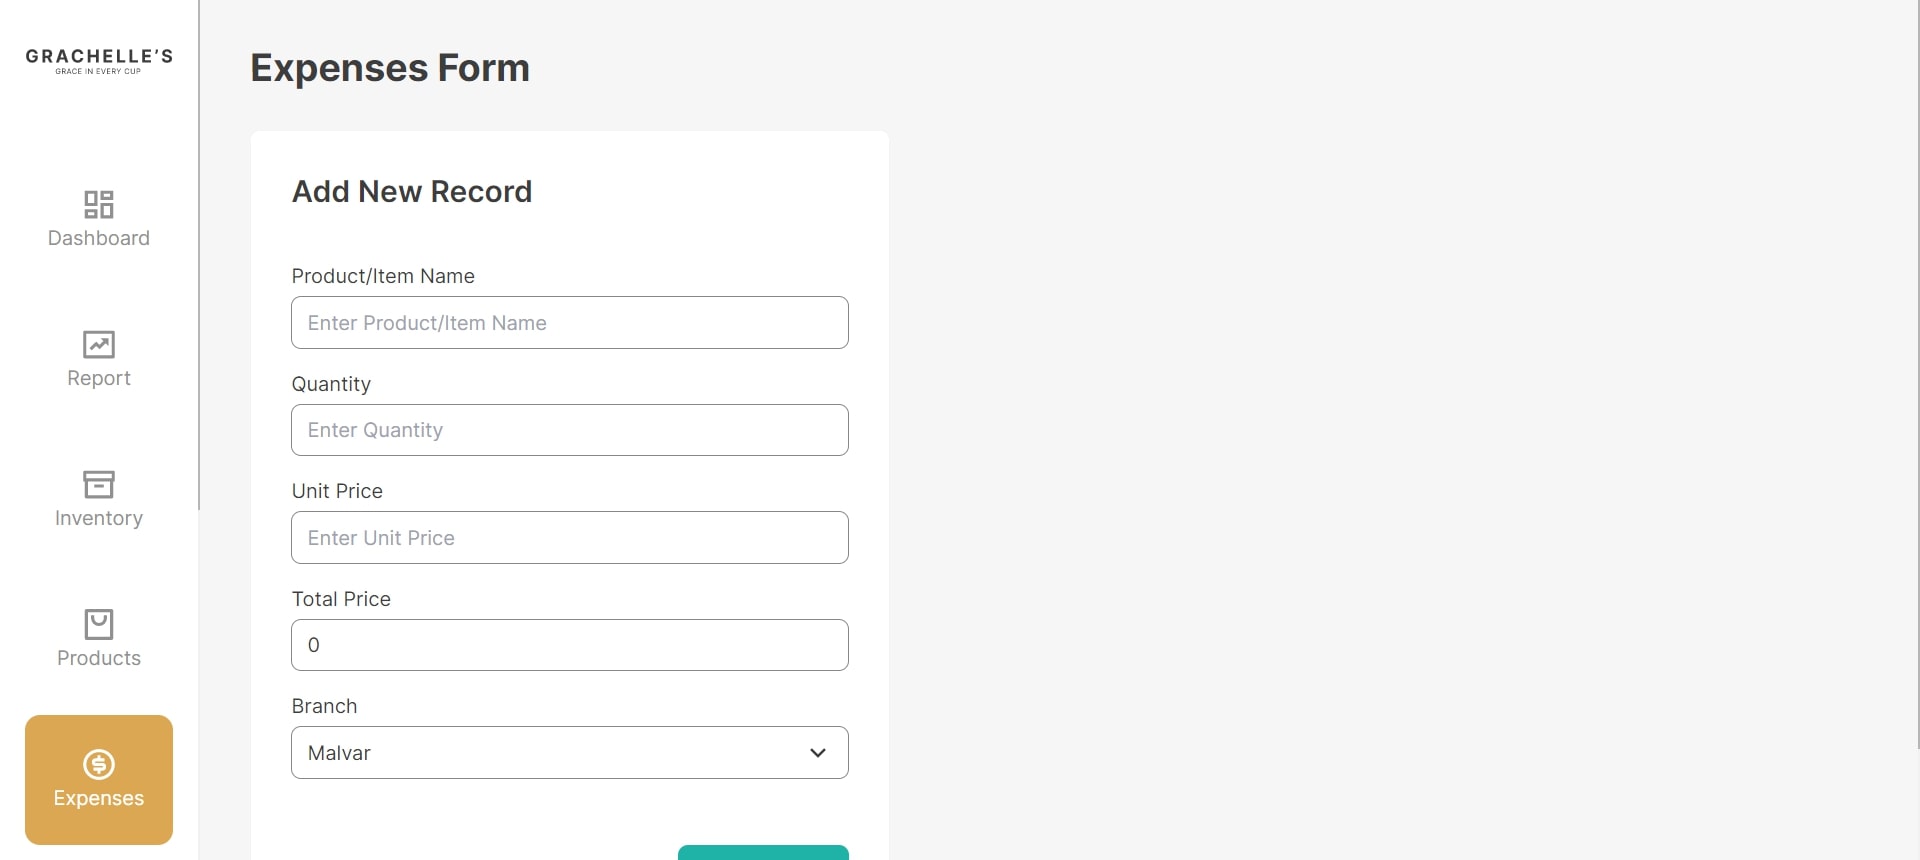 GRACHELLE'S
GRACE IN EVERY CUP
Dashboard
Report
Inventory
Products
Expenses
Expenses Form
Add New Record
Product/Item Name
Enter Product/Item Name
Quantity
Enter Quantity
Unit Price
Enter Unit Price
Total Price
0
Branch
Malvar